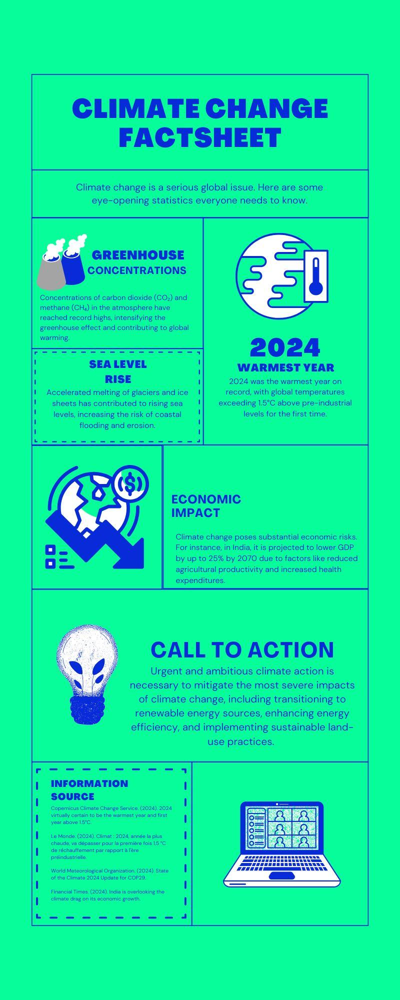 CLIMATE CHANGE
FACTSHEET
Climate change is a serious global issue. Here are some
eye-opening statistics everyone needs to know.
GREENHOUSE
CONCENTRATIONS
Concentrations of carbon dioxide (CO₂) and
methane (CH₄) in the atmosphere have
reached record highs, intensifying the
greenhouse effect and contributing to global
warming.
SEA LEVEL
RISE
Accelerated melting of glaciers and ice
sheets has contributed to rising sea
levels, increasing the risk of coastal
flooding and erosion.
2024
WARMEST YEAR
2024 was the warmest year on
record, with global temperatures
exceeding 1.5°C above pre-industrial
levels for the first time.
$
ECONOMIC
IMPACT
Climate change poses substantial economic risks.
For instance, in India, it is projected to lower GDP
by up to 25% by 2070 due to factors like reduced
agricultural productivity and increased health
expenditures.
CALL TO ACTION
Urgent and ambitious climate action is
necessary to mitigate the most severe impacts
of climate change, including transitioning to
renewable energy sources, enhancing energy
efficiency, and implementing sustainable land-
use practices.
INFORMATION
SOURCE
Copernicus Climate Change Service. (2024). 2024
virtually certain to be the warmest year and first
year above 1.5°C.
Le Monde. (2024). Climat : 2024, année la plus
chaude, va dépasser pour la première fois 1,5 °C
de réchauffement par rapport à l'ère
préindustrielle.
World Meteorological Organization. (2024). State
of the Climate 2024 Update for COP29.
Financial Times. (2024). India is overlooking the
climate drag on its economic growth.